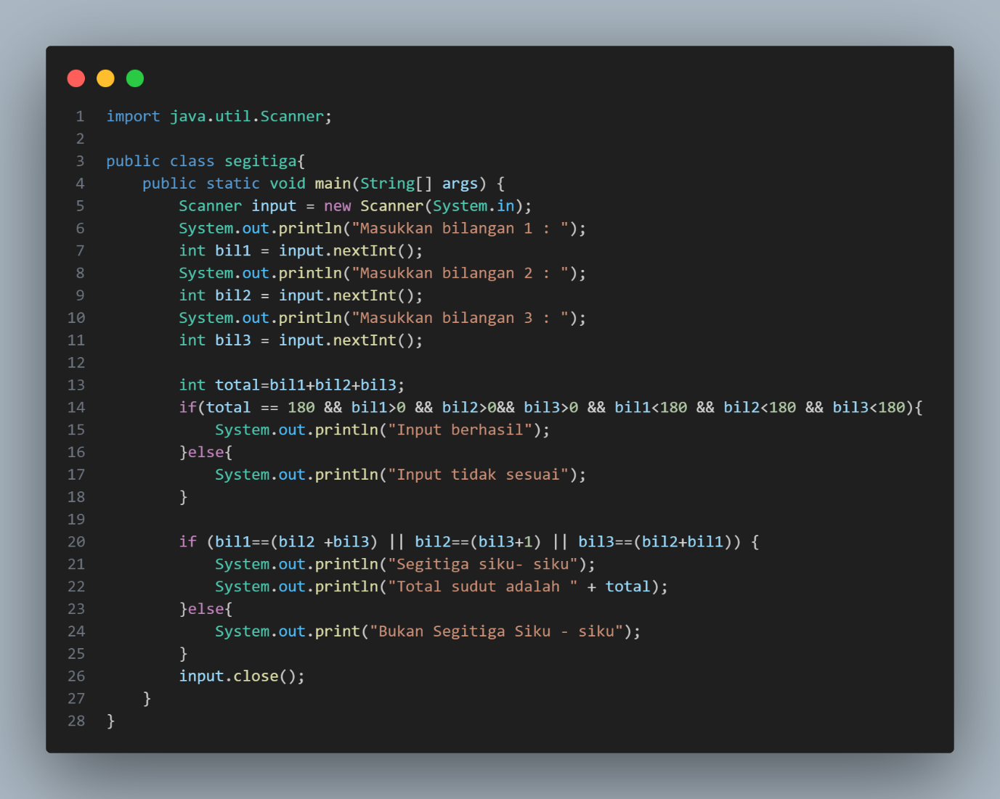 1 import java.util.Scanner;
2
3 public class segitiga{
4     public static void main(String[] args) {
5         Scanner input = new Scanner(System.in);
6         System.out.println("Masukkan bilangan 1 : ");
7         int bil1 = input.nextInt();
8         System.out.println("Masukkan bilangan 2 : ");
9         int bil2 = input.nextInt();
10         System.out.println("Masukkan bilangan 3 : ");
11         int bil3 = input.nextInt();
12
13         int total=bil1+bil2+bil3;
14         if(total == 180 && bil1>0 && bil2>0&& bil3>0 && bil1<180 && bil2<180 && bil3<180){
15             System.out.println("Input berhasil");
16         }else{
17             System.out.println("Input tidak sesuai");
18         }
19
20         if (bil1==(bil2 +bil3) || bil2==(bil3+1) || bil3==(bil2+bil1)) {
21             System.out.println("Segitiga siku- siku");
22             System.out.println("Total sudut adalah " + total);
23         }else{
24             System.out.print("Bukan Segitiga Siku - siku");
25         }
26         input.close();
27     }
28 }